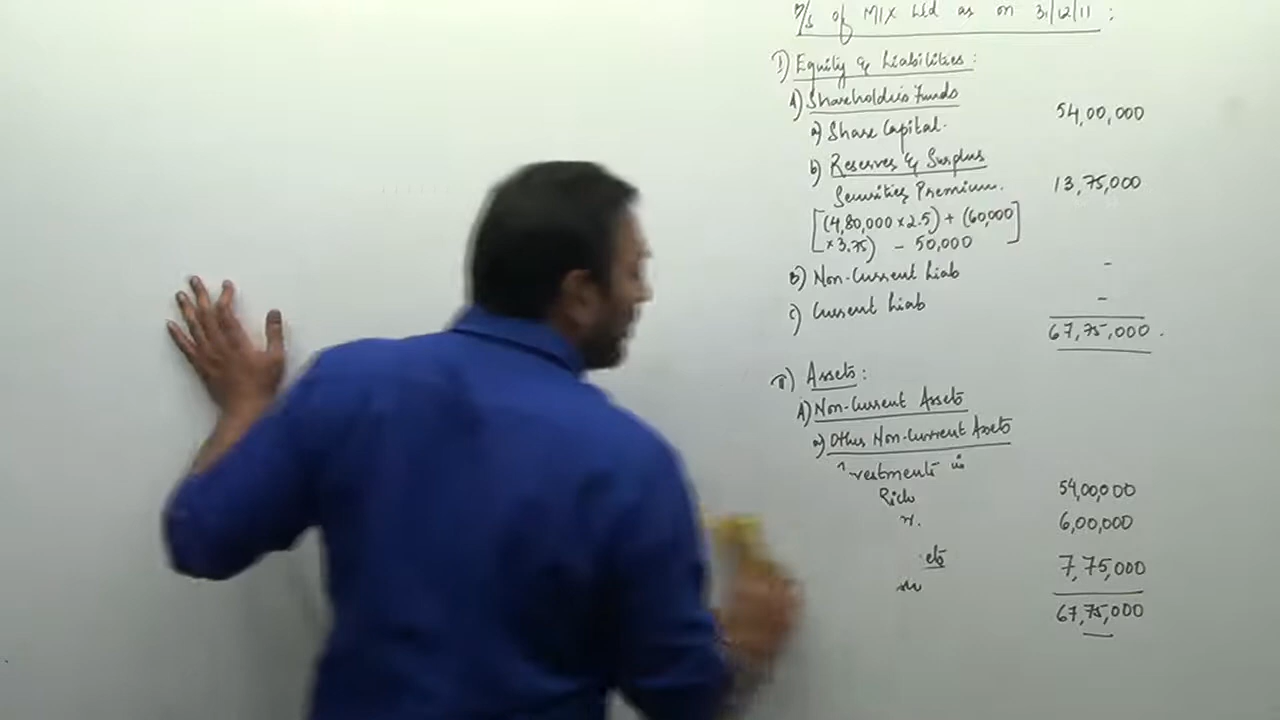 B/S of MIX Ltd as on 31/12/11 :
I) Equity & Liabilities :
A) Shareholders Funds
a) Share Capital. 54,00,000
b) Reserves & Surplus
Securities Premium. 13,75,000
[(4,80,000 x 2.5) + (60,000
x 3.75) - 50,000]
B) Non-Current Liab -
C) Current Liab -
67,75,000 .
II) Assets :
A) Non-Current Assets
a) Other Non-Current Assets
vestments in
Rich 54,00,000
6,00,000
ets 7,75,000
67,75,000